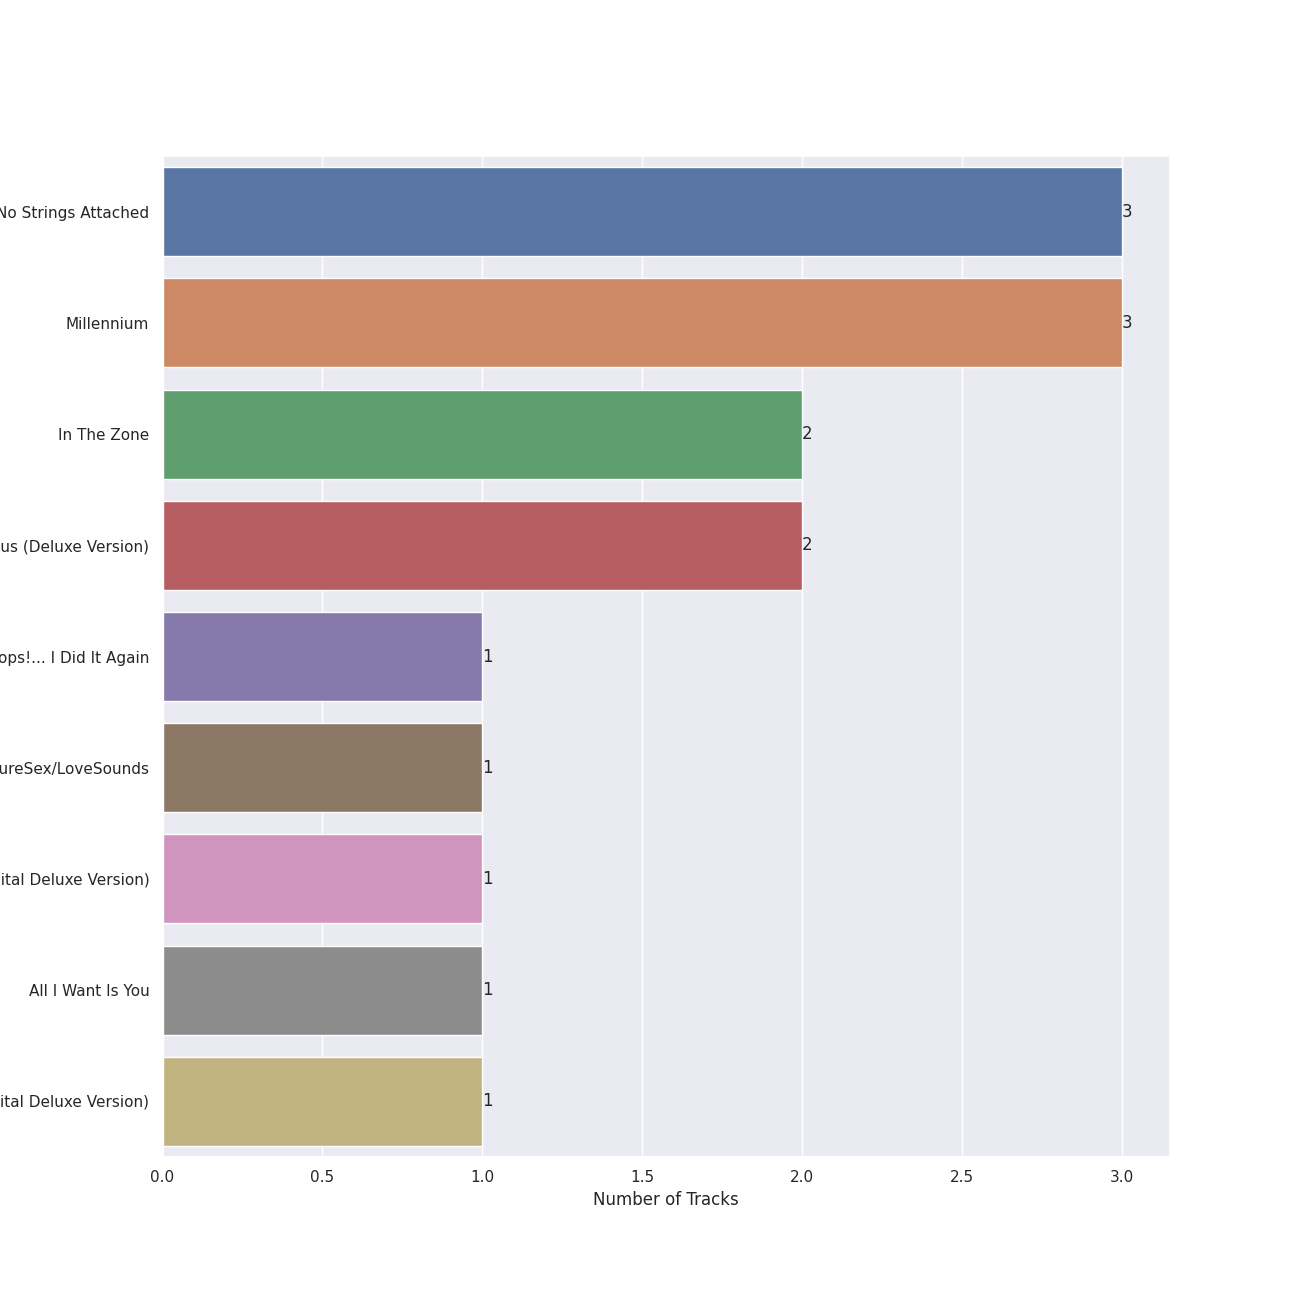 No Strings Attached
3
Millennium
3
In The Zone
2
us (Deluxe Version)
2
ops!... I Did It Again
1
ureSex/LoveSounds
1
ital Deluxe Version)
1
All I Want Is You
1
ital Deluxe Version)
1
0.0 0.5 1.0 1.5 2.0 2.5 3.0
Number of Tracks